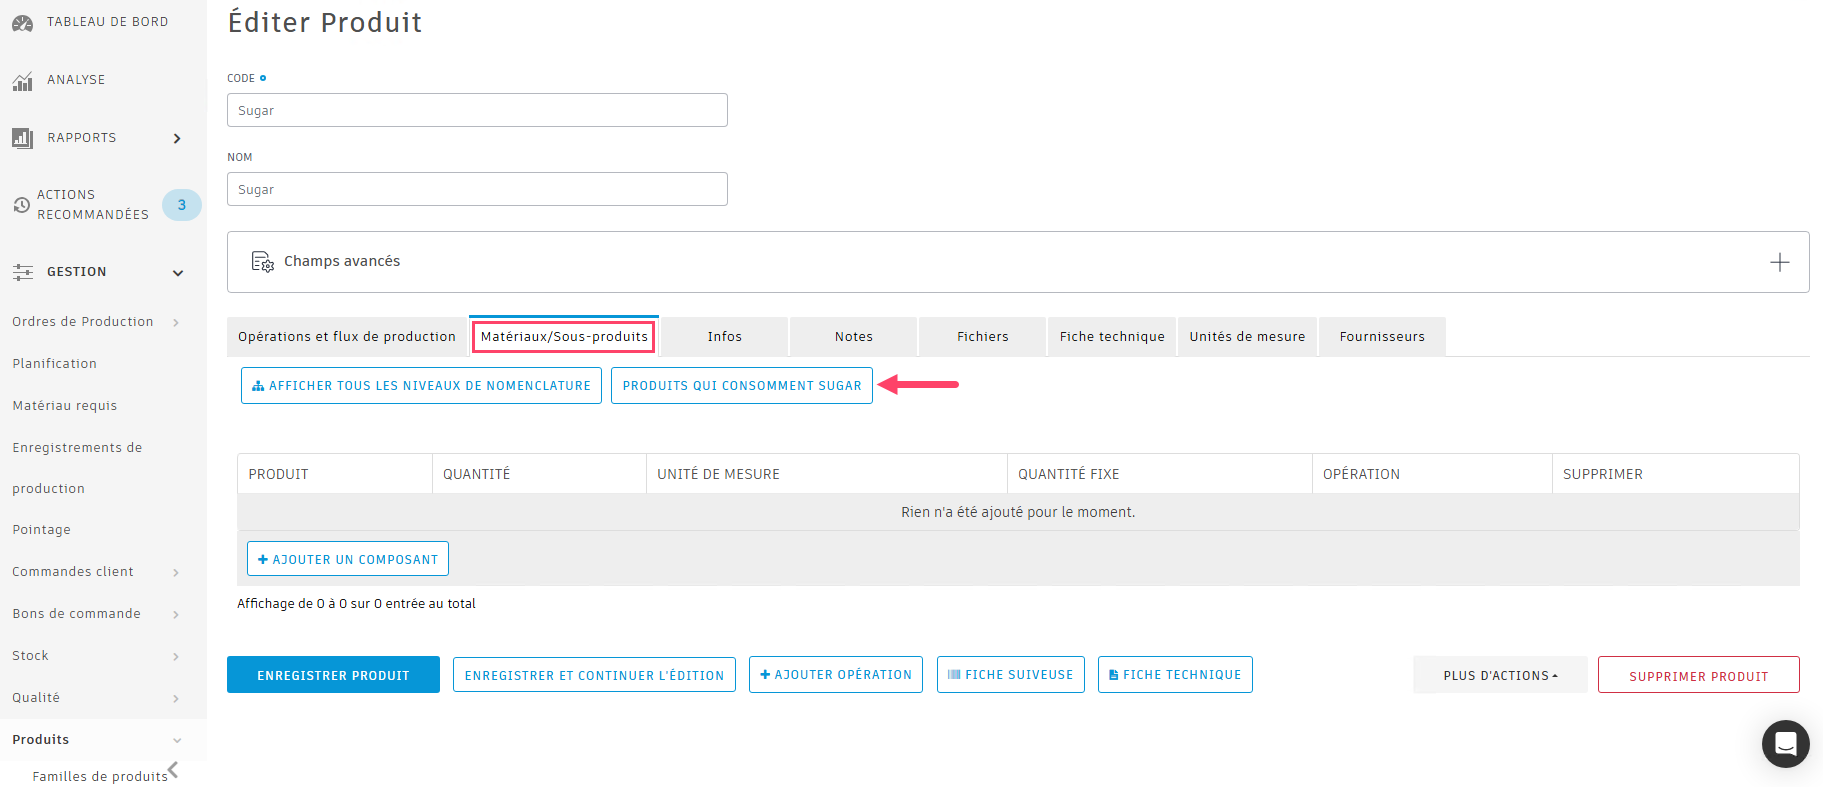 TABLEAU DE BORD
ANALYSE
RAPPORTS
ACTIONS
RECOMMANDÉES
3
GESTION
Ordres de Production
Planification
Matériau requis
Enregistrements de
production
Pointage
Commandes client
Bons de commande
Stock
Qualité
Produits
Familles de produits
Éditer Produit
CODE
Sugar
NOM
Sugar
Champs avancés
Opérations et flux de production Matériaux/Sous-produits Infos Notes Fichiers Fiche technique Unités de mesure Fournisseurs
AFFICHER TOUS LES NIVEAUX DE NOMENCLATURE PRODUITS QUI CONSOMMENT SUGAR
PRODUIT QUANTITÉ UNITÉ DE MESURE QUANTITÉ FIXE OPÉRATION SUPPRIMER
Rien n'a été ajouté pour le moment.
+ AJOUTER UN COMPOSANT
Affichage de 0 à 0 sur 0 entrée au total
ENREGISTRER PRODUIT ENREGISTRER ET CONTINUER L'ÉDITION + AJOUTER OPÉRATION FICHE SUIVEUSE FICHE TECHNIQUE PLUS D'ACTIONS SUPPRIMER PRODUIT